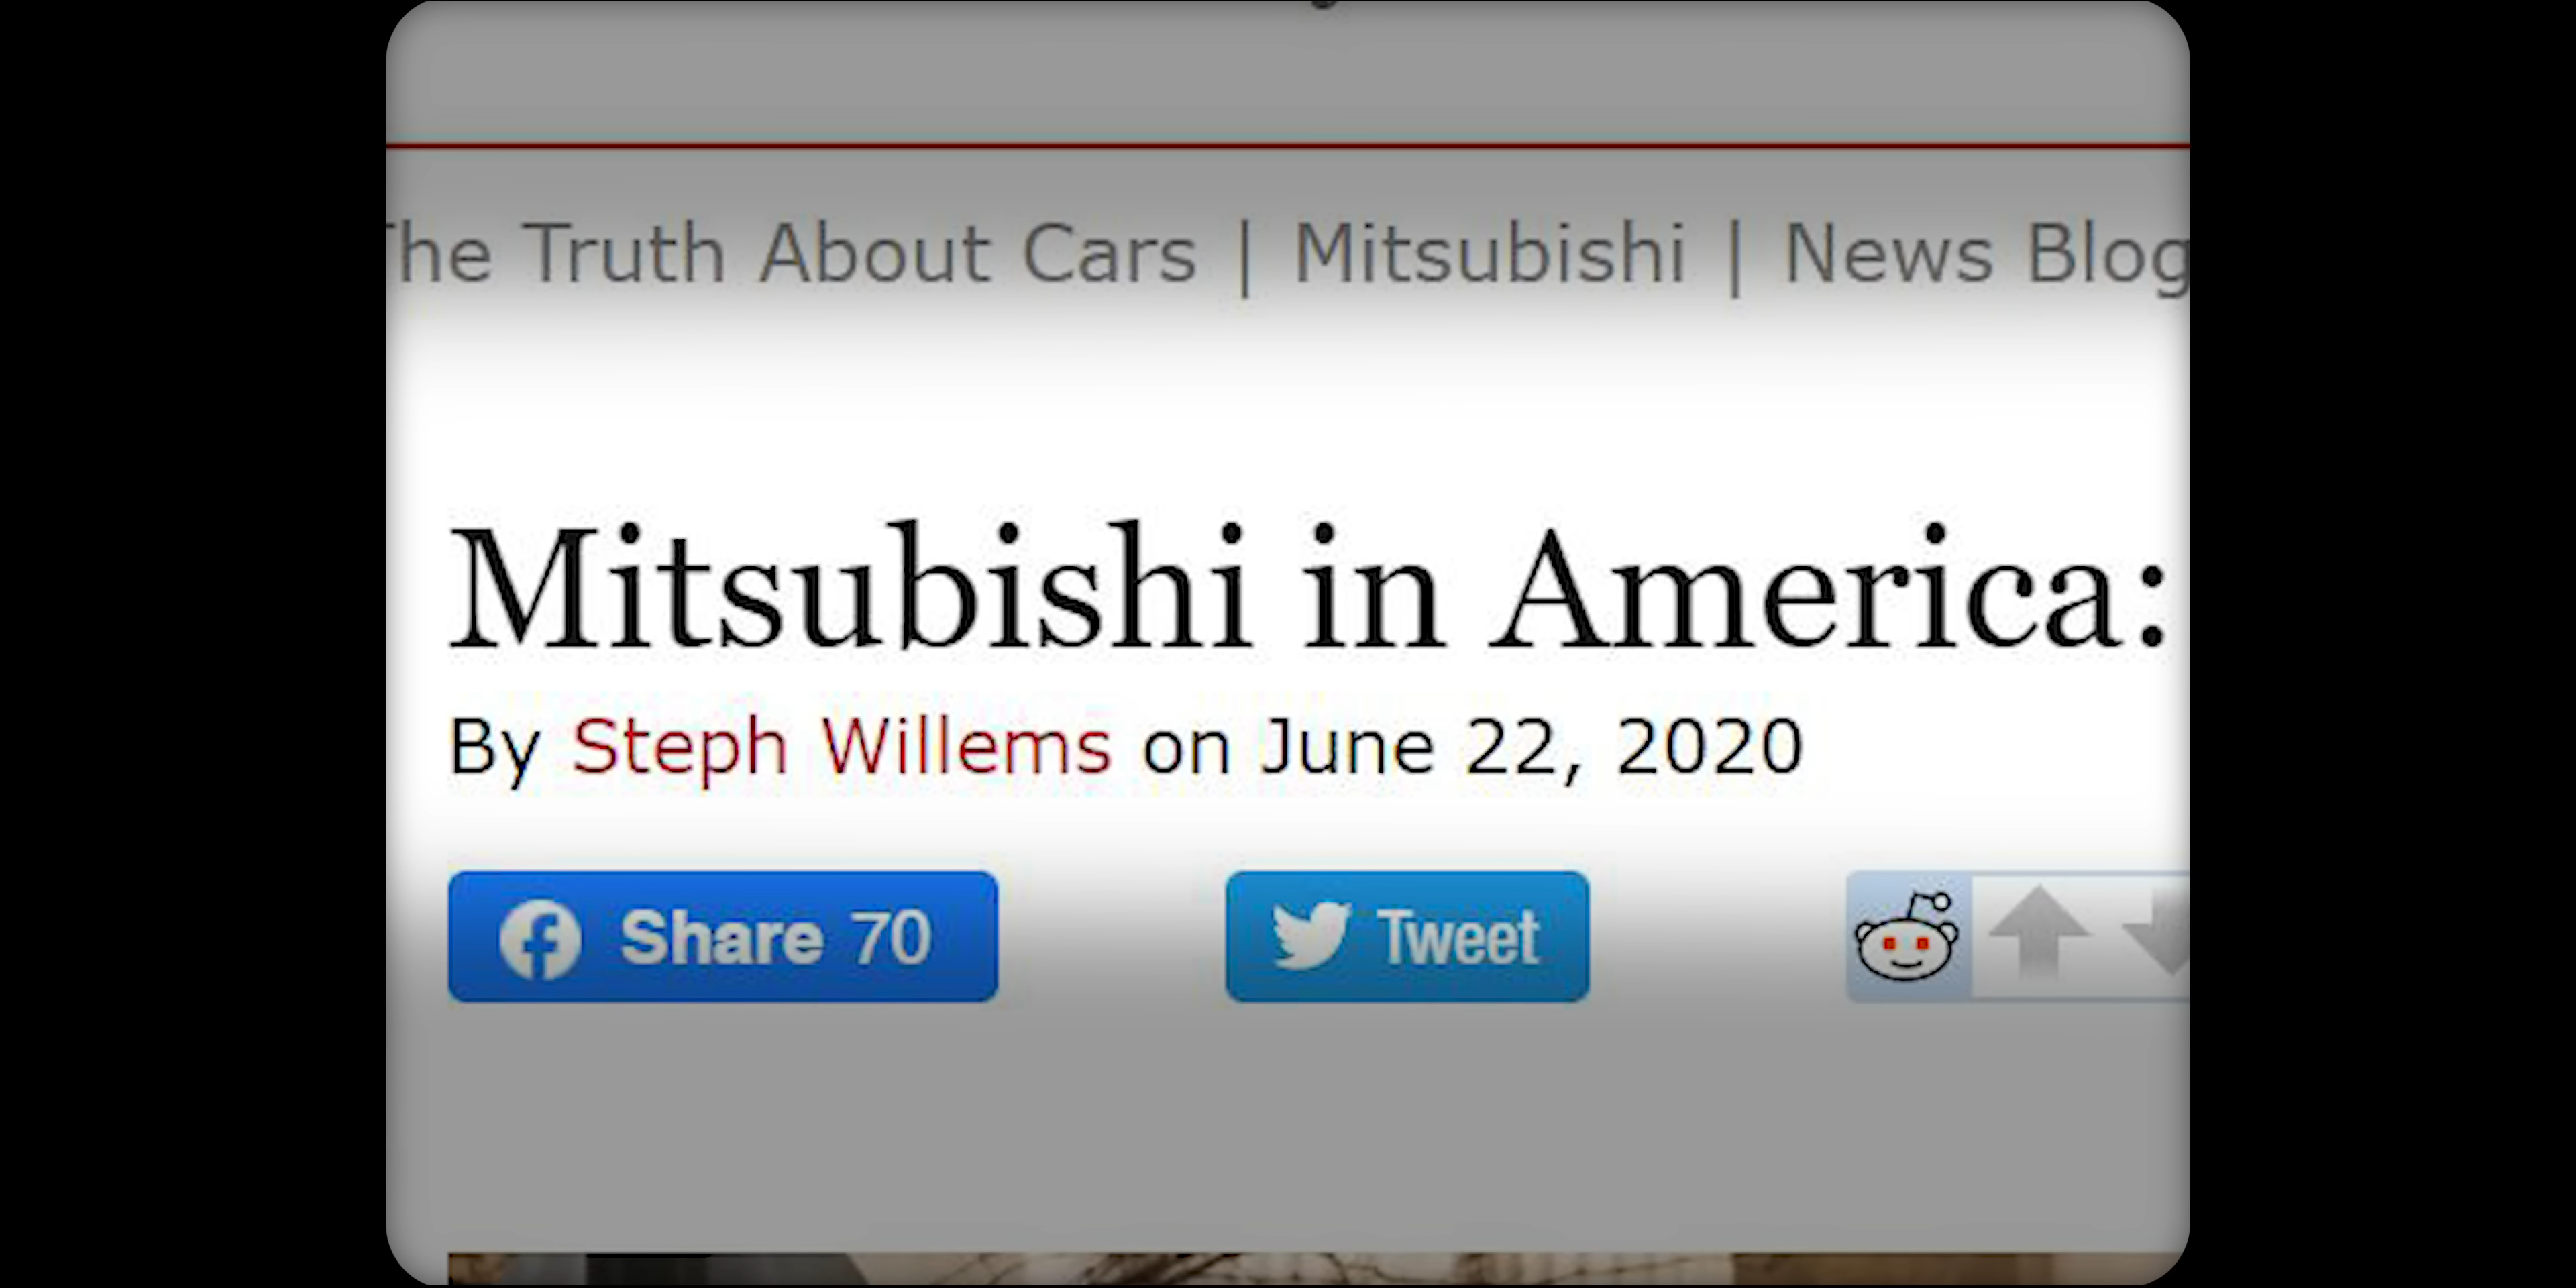 The Truth About Cars | Mitsubishi | News Blog
Mitsubishi in America:
By Steph Willems on June 22, 2020
Share 70
Tweet